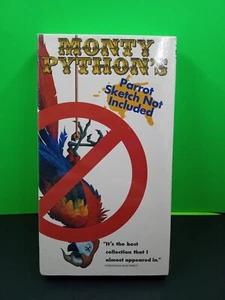 MONTY
PYTHON'S
Parrot
Sketch Not
Included
"It's the best
collection that I
almost appeared in."